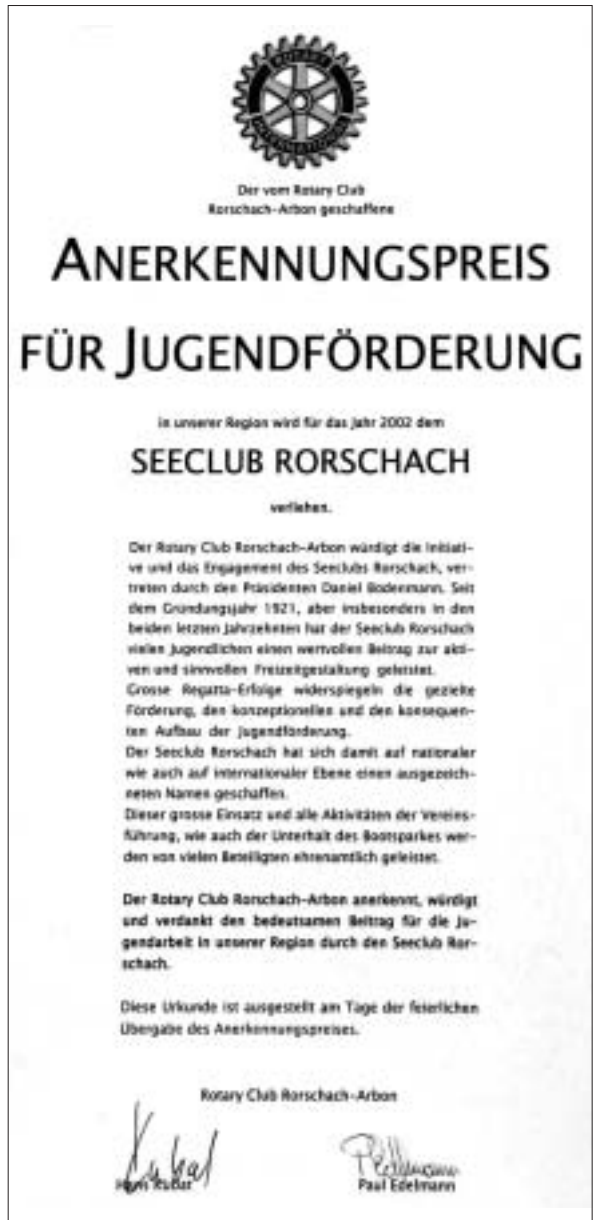 ROTARY
INTERNATIONAL
Der vom Rotary Club
Rorschach-Arbon geschaffene
ANERKENNUNGSPREIS
FÜR JUGENDFÖRDERUNG
in unserer Region wird für das Jahr 2002 dem
SEECLUB RORSCHACH
verliehen.
Der Rotary Club Rorschach-Arbon würdigt die Initiati-
ve und das Engagement des Seeclubs Rorschach, ver-
treten durch den Präsidenten Daniel Bodenmann. Seit
dem Gründungsjahr 1921, aber insbesonders in den
beiden letzten Jahrzehnten hat der Seeclub Rorschach
vielen Jugendlichen einen wertvollen Beitrag zur akti-
ven und sinnvollen Freizeitgestaltung geleistet.
Grosse Regatta-Erfolge widerspiegeln die gezielte
Förderung, den konzeptionellen und den konsequen-
ten Aufbau der Jugendförderung.
Der Seeclub Rorschach hat sich damit auf nationaler
wie auch auf internationaler Ebene einen ausgezeich-
neten Namen geschaffen.
Dieser grosse Einsatz und alle Aktivitäten der Vereins-
führung, wie auch der Unterhalt des Bootsparkes wer-
den von vielen Beteiligten ehrenamtlich geleistet.
Der Rotary Club Rorschach-Arbon anerkennt, würdigt
und verdankt den bedeutsamen Beitrag für die Ju-
gendarbeit in unserer Region durch den Seeclub Ror-
schach.
Diese Urkunde ist ausgestellt am Tage der feierlichen
Übergabe des Anerkennungspreises.
Rotary Club Rorschach-Arbon
Kubat
Paul Edelmann